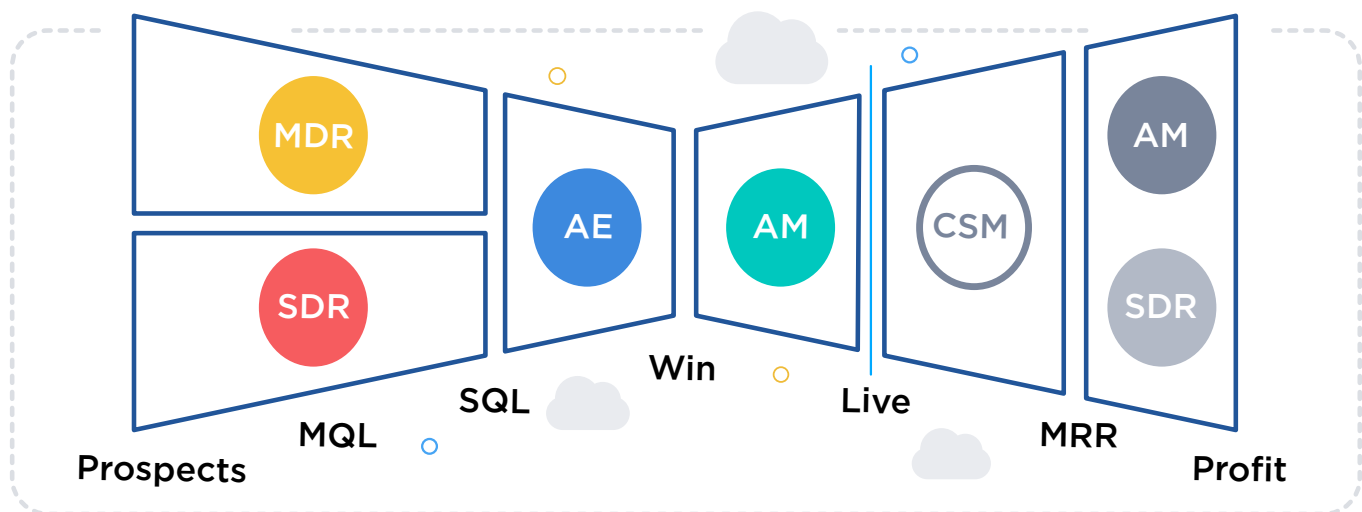 MDR
SDR
AE
AM
CSM
AM
SDR
Prospects
MQL
SQL
Win
Live
MRR
Profit